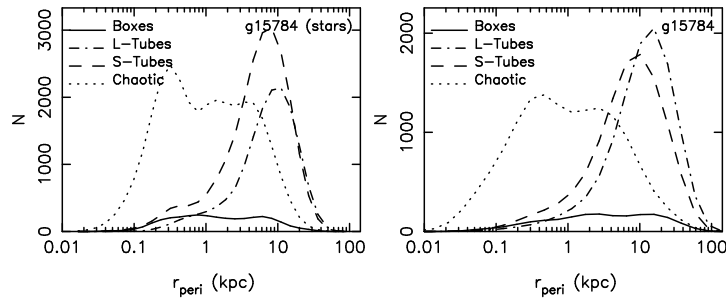 g15784 (stars)
Boxes
L-Tubes
S-Tubes
Chaotic
N
0
1000
2000
3000
0.01
0.1
1
10
100
r_peri (kpc)
g15784
Boxes
L-Tubes
S-Tubes
Chaotic
N
0
1000
2000
0.01
0.1
1
10
100
r_peri (kpc)